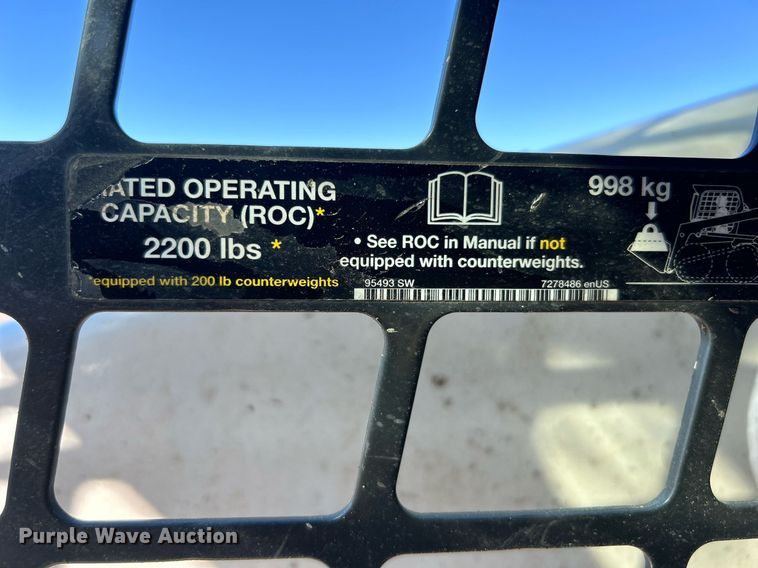 ATED OPERATING
CAPACITY (ROC)*
2200 lbs *
*equipped with 200 lb counterweights
• See ROC in Manual if not
equipped with counterweights.
95493 SW 7278486 enUS
998 kg
Purple Wave Auction